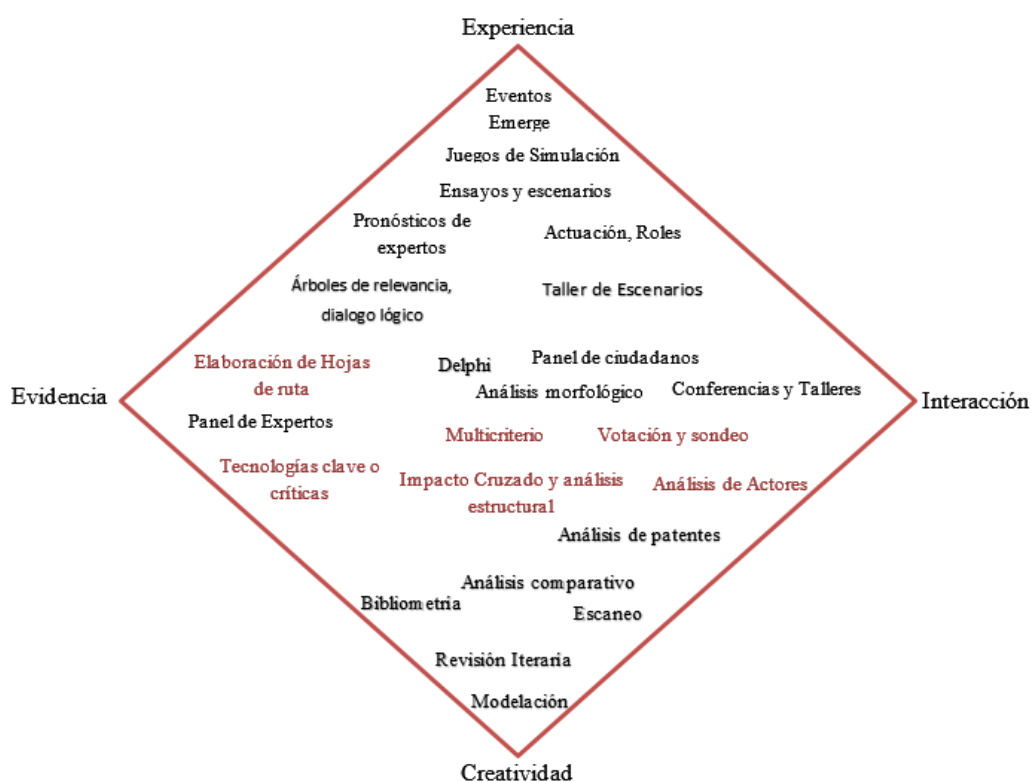 Experiencia
Eventos
Emerge
Juegos de Simulación
Ensayos y escenarios
Pronósticos de
expertos
Actuación, Roles
Árboles de relevancia,
dialogo lógico
Taller de Escenarios
Elaboración de Hojas
de ruta
Delphi
Panel de ciudadanos
Análisis morfológico
Conferencias y Talleres
Evidencia
Interacción
Panel de Expertos
Multicriterio
Votación y sondeo
Tecnologías clave o
críticas
Impacto Cruzado y análisis
estructural
Análisis de Actores
Análisis de patentes
Análisis comparativo
Bibliometría
Escaneo
Revisión lteraría
Modelación
Creatividad